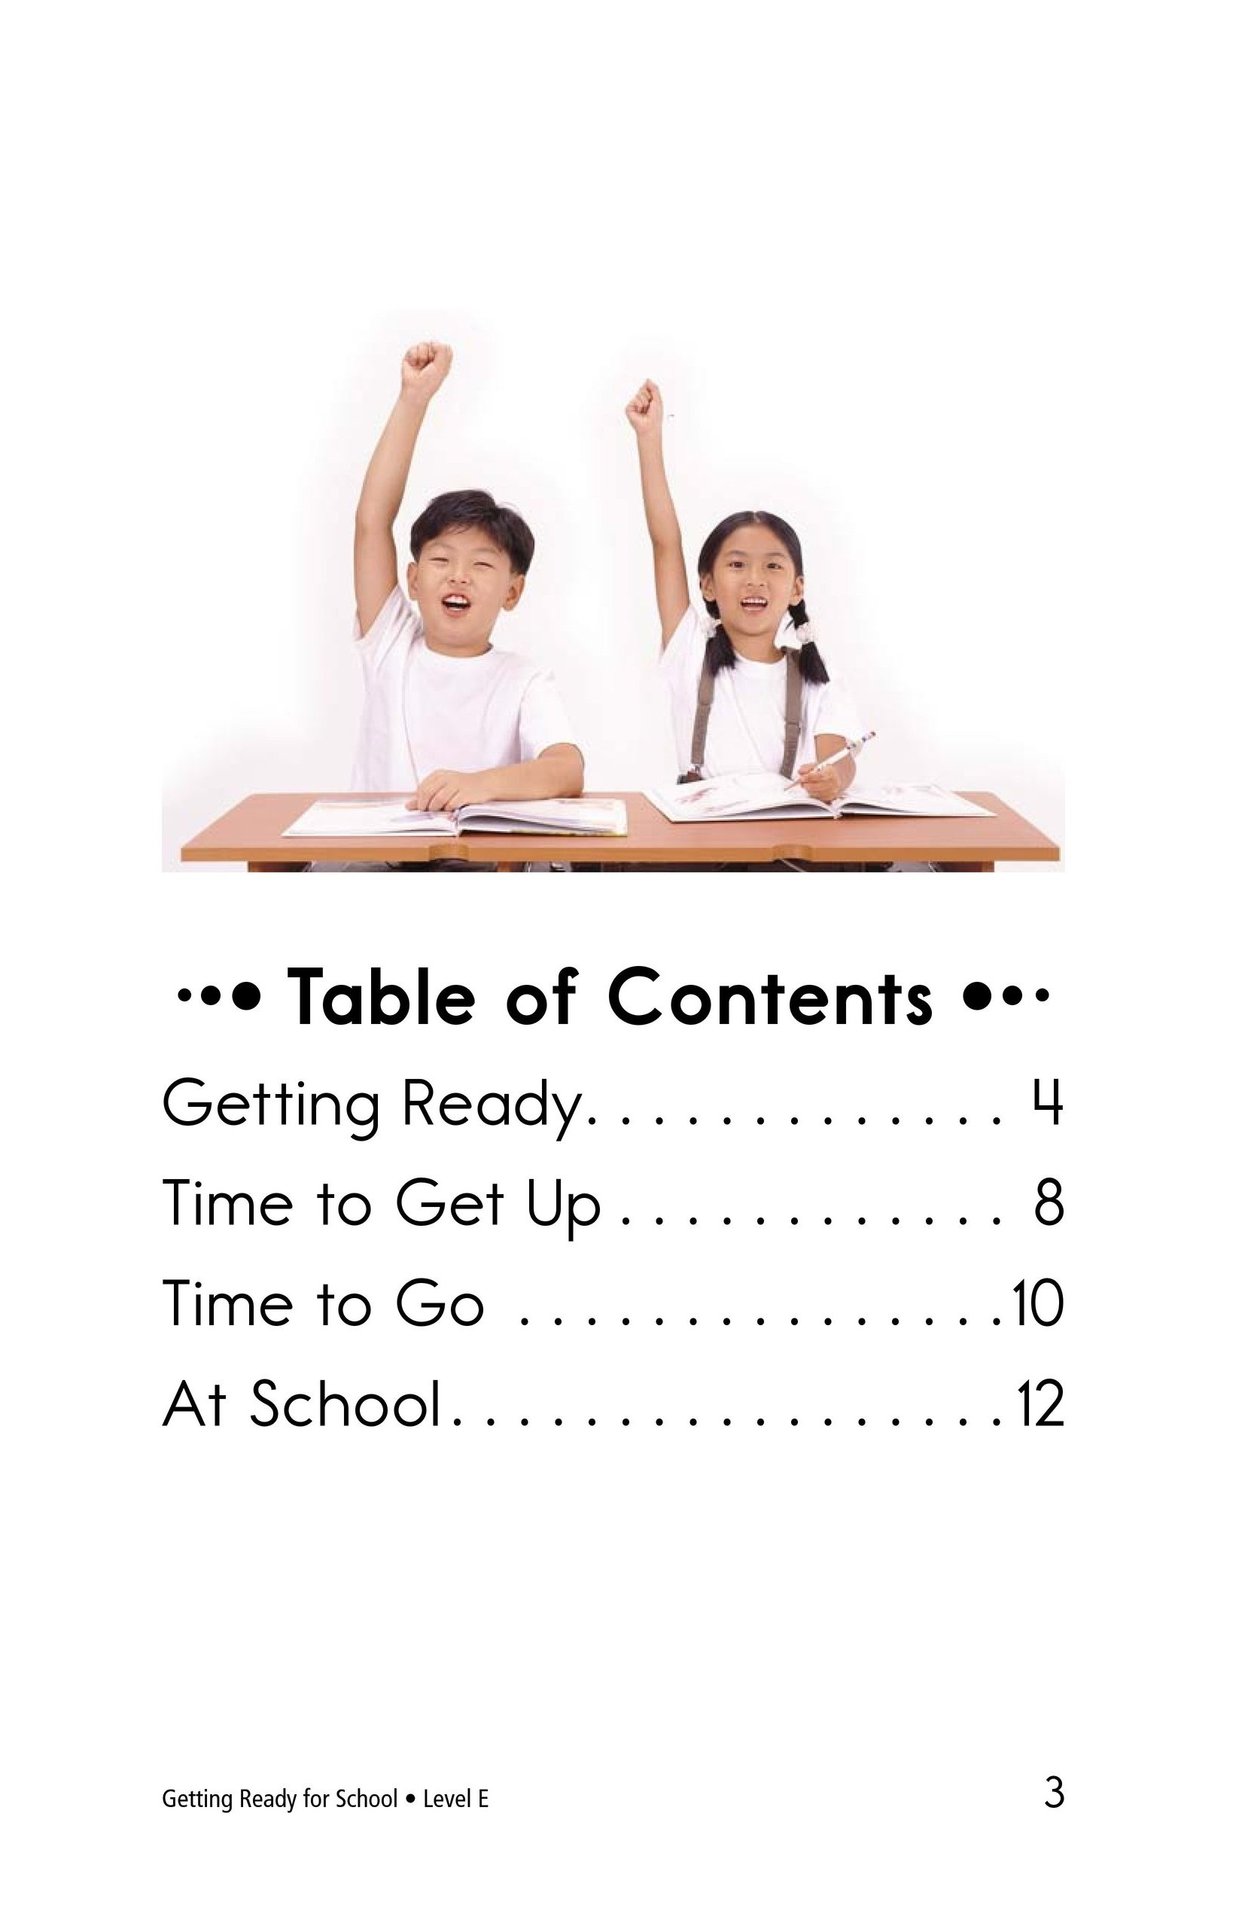 ••• Table of Contents •••
Getting Ready. . . . . . . . . . . . . 4
Time to Get Up . . . . . . . . . . . . 8
Time to Go . . . . . . . . . . . . . . .10
At School. . . . . . . . . . . . . . . . .12
Getting Ready for School • Level E 3